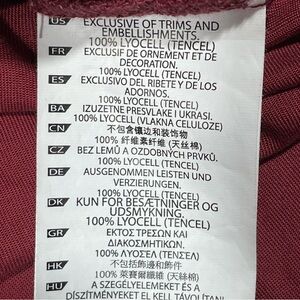 US EXCLUSIVE OF TRIMS AND
EMBELLISHMENTS.
100% LYOCELL (TENCEL)
FR EXCLUSIF DE ORNEMENT ET DE
DECORATION.
100% LYOCELL (TENCEL)
ES EXCLUSIVO DEL RIBETE Y DE LOS
ADORNOS.
100% LYOCELL (TENCEL)
BA IZUZETNE PRESVLAKE I UKRASI.
100% LYOCELL (VLAKNA CELULOZE)
CN 不包含镶边和装饰物
100% 纤维素纤维 (天丝棉)
CZ BEZ LEMŮ A OZDOBNÝCH PRVKŮ.
100% LYOCELL (TENCEL)
DE AUSGENOMMEN LEISTEN UND
VERZIERUNGEN.
100% LYOCELL (TENCEL)
DK KUN FOR BESÆTNINGER OG
UDSMYKNING.
100% LYOCELL (TENCEL)
GR ΕΚΤΟΣ ΤΡΕΣΩΝ ΚΑΙ
ΔΙΑΚΟΣΜΗΤΙΚΩΝ.
100% ΛΥΟΣΕΛ (ΤΕΝΣΕΛ)
HK 不包括飾邊和飾件
100% 萊賽爾纖維 (天絲棉)
HU A SZEGÉLYELEMEKET ÉS A
DÍSZÍTMÉNYEKET EL KELL TÁVOLÍTANI